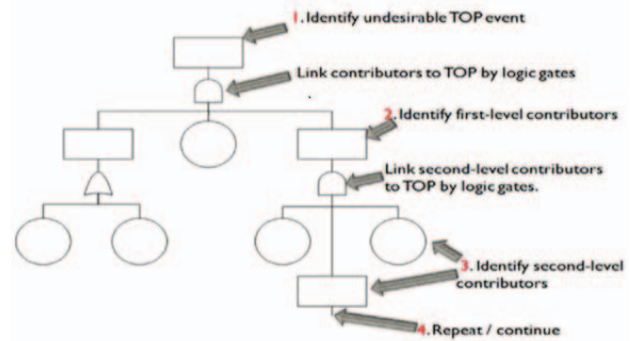 1. Identify undesirable TOP event
Link contributors to TOP by logic gates
2. Identify first-level contributors
Link second-level contributors
to TOP by logic gates.
3. Identify second-level
contributors
4. Repeat / continue